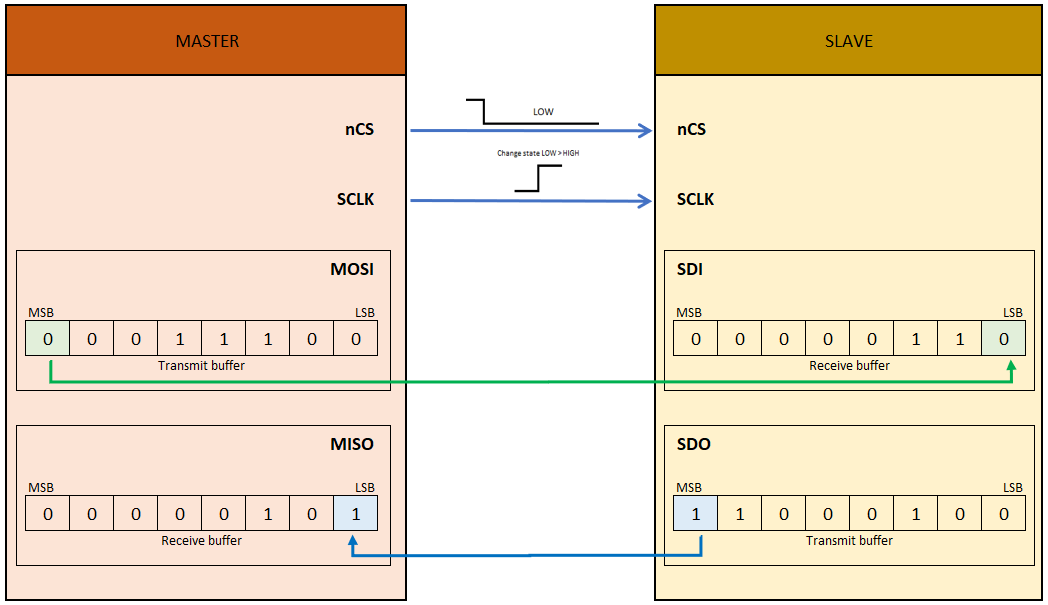 MASTER
SLAVE
LOW
nCS
nCS
Change state LOW > HIGH
SCLK
SCLK
MOSI
MSB LSB
0 0 0 1 1 1 0 0
Transmit buffer
SDI
MSB LSB
0 0 0 0 0 1 1 0
Receive buffer
MISO
MSB LSB
0 0 0 0 0 1 0 1
Receive buffer
SDO
MSB LSB
1 1 0 0 0 1 0 0
Transmit buffer